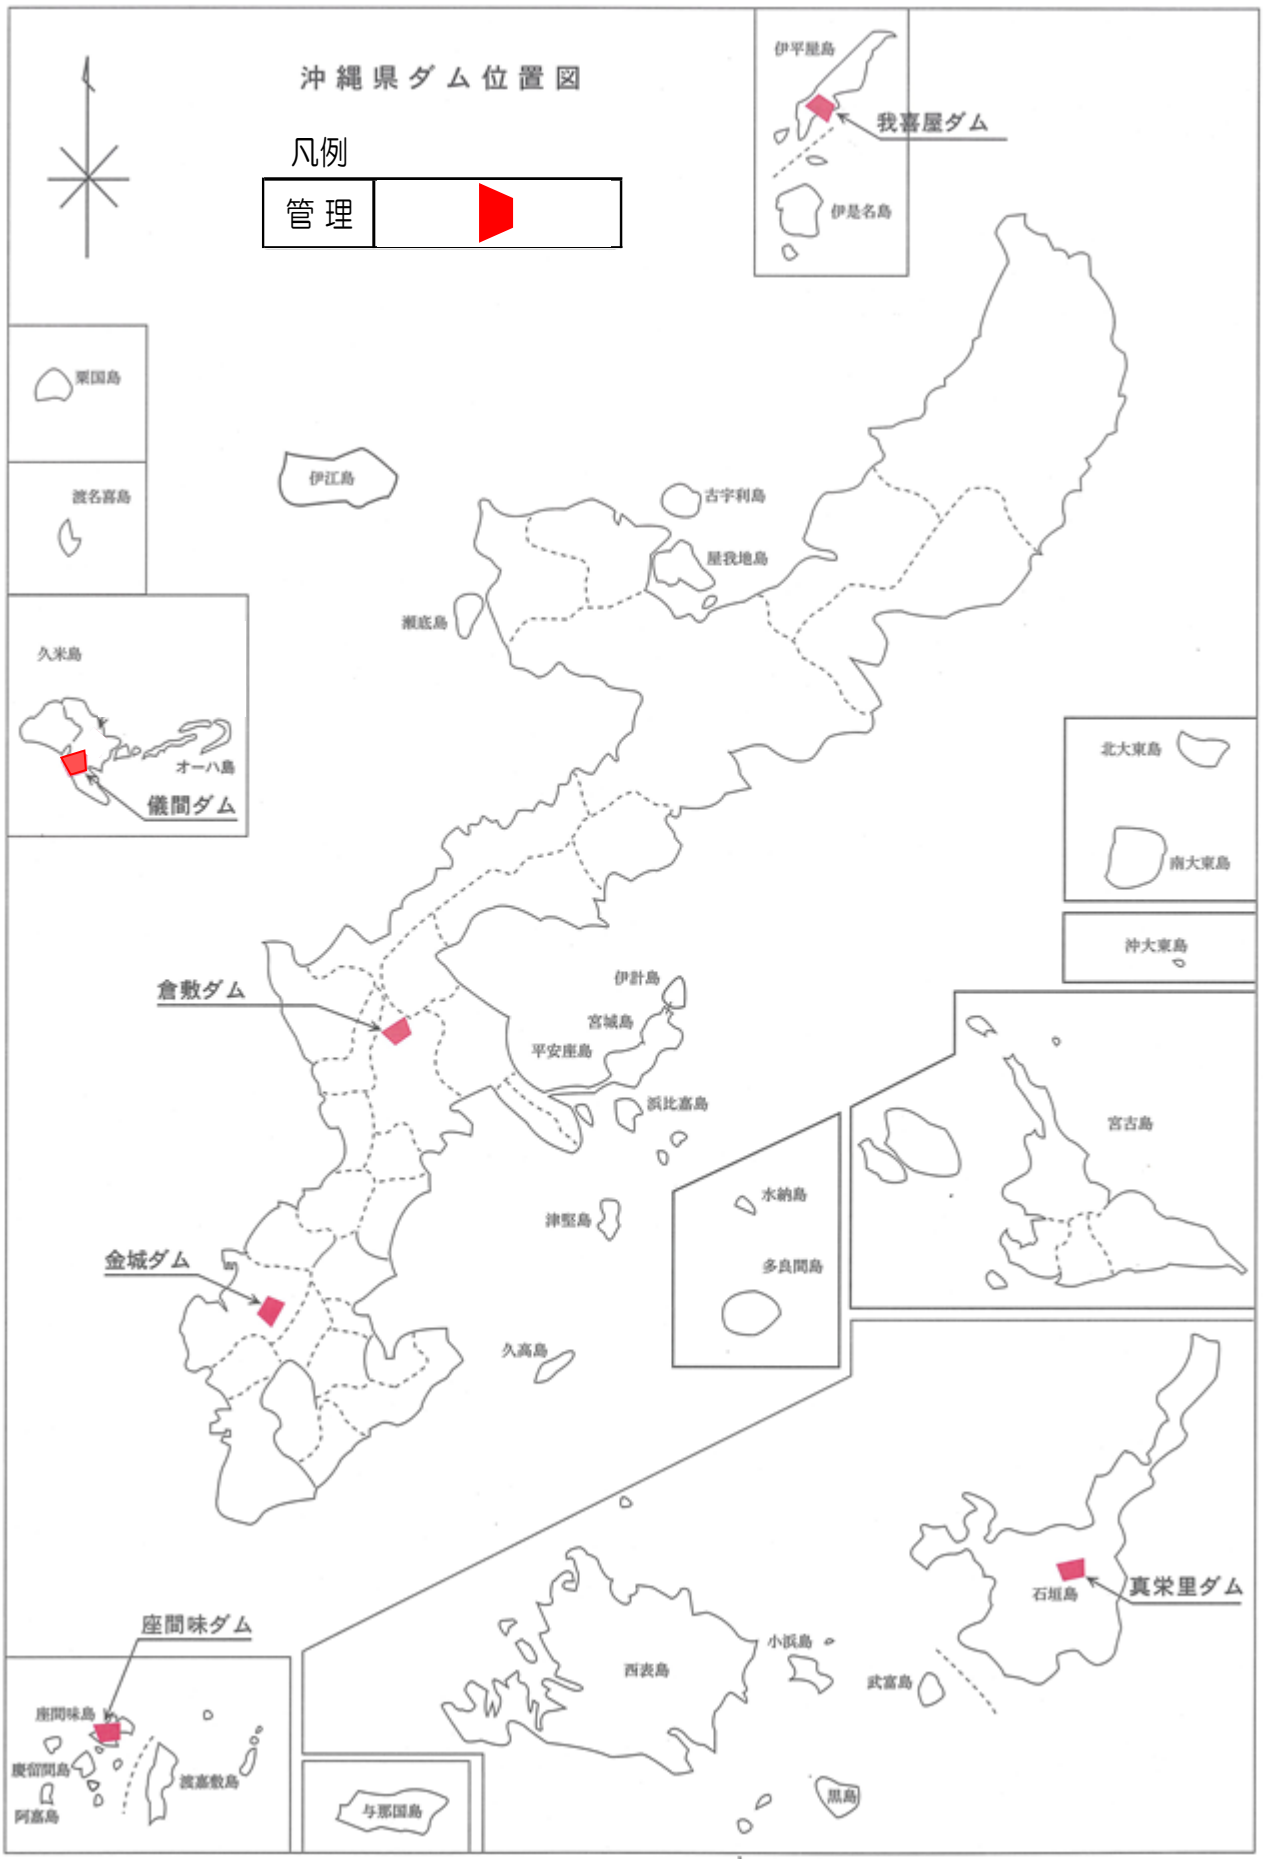 沖縄県ダム位置図
凡例
管理
伊平屋島
我喜屋ダム
伊是名島
粟国島
渡名喜島
伊江島
古宇利島
屋我地島
瀬底島
久米島
オーハ島
儀間ダム
北大東島
南大東島
沖大東島
倉敷ダム
伊計島
宮城島
平安座島
浜比嘉島
宮古島
津堅島
水納島
多良間島
金城ダム
久高島
石垣島
真栄里ダム
座間味ダム
西表島
小浜島
武富島
座間味島
慶留間島
阿嘉島
渡嘉敷島
与那国島
黒島